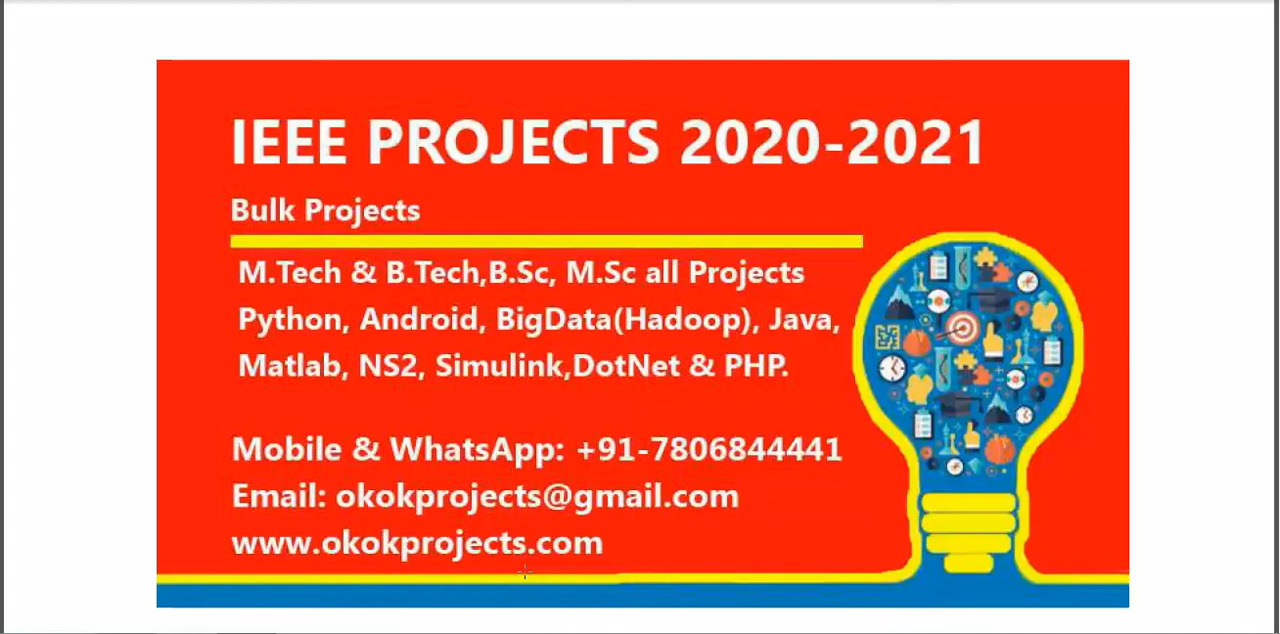 IEEE PROJECTS 2020-2021
Bulk Projects
M.Tech & B.Tech,B.Sc, M.Sc all Projects
Python, Android, BigData(Hadoop), Java,
Matlab, NS2, Simulink,DotNet & PHP.
Mobile & WhatsApp: +91-7806844441
Email: okokprojects@gmail.com
www.okokprojects.com